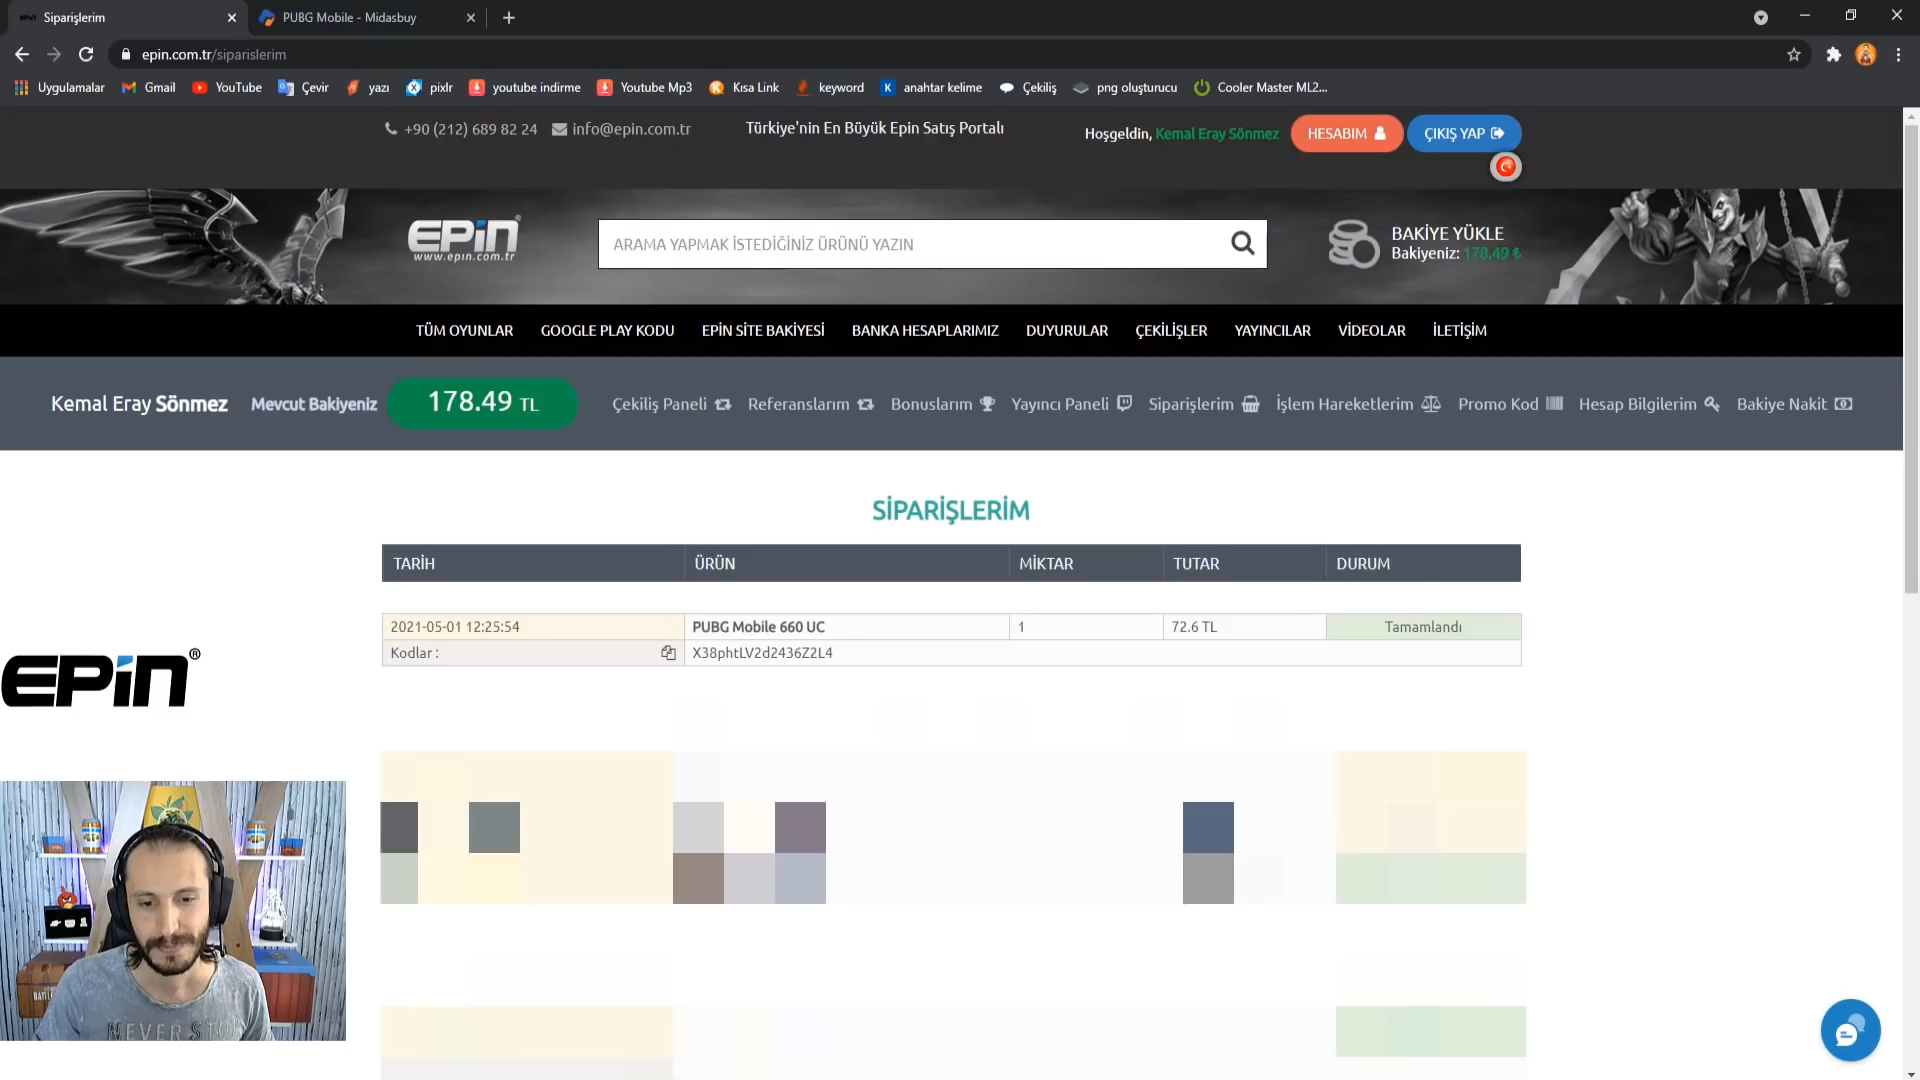 Siparişlerim
PUBG Mobile - Midasbuy
epin.com.tr/siparislerim
Uygulamalar
Gmail
YouTube
Çevir
yazı
pixlr
youtube indirme
Youtube Mp3
Kısa Link
keyword
anahtar kelime
Çekiliş
png oluşturucu
Cooler Master ML2...
+90 (212) 689 82 24
info@epin.com.tr
Türkiye'nin En Büyük Epin Satış Portalı
Hoşgeldin, Kemal Eray Sönmez
HESABIM
ÇIKIŞ YAP
EPiN®
www.epin.com.tr
ARAMA YAPMAK İSTEDİĞİNİZ ÜRÜNÜ YAZIN
BAKİYE YÜKLE
Bakiyeniz: 178.49 ₺
TÜM OYUNLAR
GOOGLE PLAY KODU
EPİN SİTE BAKİYESİ
BANKA HESAPLARIMIZ
DUYURULAR
ÇEKİLİŞLER
YAYINCILAR
VİDEOLAR
İLETİŞİM
Kemal Eray Sönmez
Mevcut Bakiyeniz
178.49 TL
Çekiliş Paneli
Referanslarım
Bonuslarım
Yayıncı Paneli
Siparişlerim
İşlem Hareketlerim
Promo Kod
Hesap Bilgilerim
Bakiye Nakit
SİPARİŞLERİM
TARİH
ÜRÜN
MİKTAR
TUTAR
DURUM
2021-05-01 12:25:54
PUBG Mobile 660 UC
1
72.6 TL
Tamamlandı
Kodlar :
X38phtLV2d2436Z2L4
EPiN®
NEVER STO